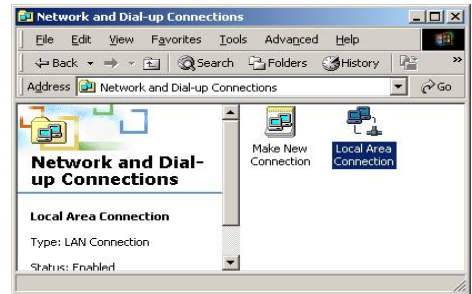 Network and Dial-up Connections
File Edit View Favorites Tools Advanced Help
Back Search Folders History »
Address Network and Dial-up Connections Go
Network and Dial-
up Connections
Local Area Connection
Type: LAN Connection
Status: Enabled
Make New
Connection
Local Area
Connection